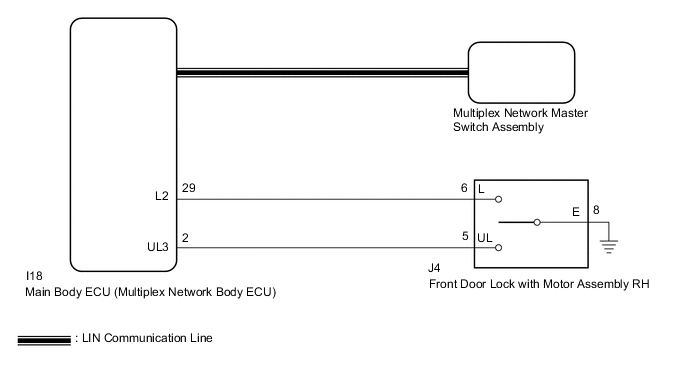 Multiplex Network Master
Switch Assembly
L2
29
6
L
E
8
UL3
2
5
UL
I18
J4
Main Body ECU (Multiplex Network Body ECU)
Front Door Lock with Motor Assembly RH
: LIN Communication Line